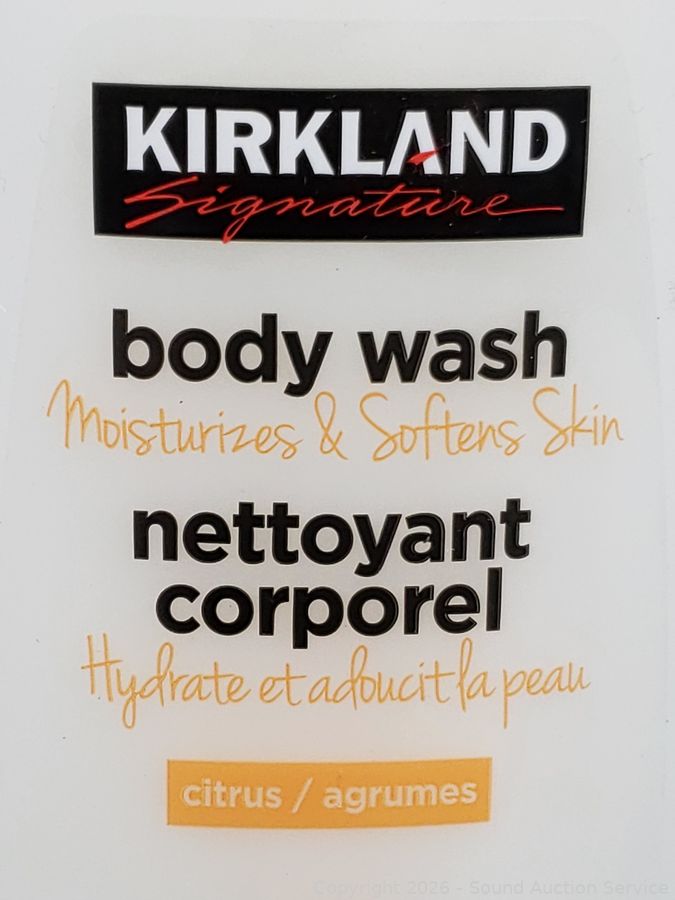 KIRKLAND
Signature
body wash
Moisturizes & Softens Skin
nettoyant
corporel
Hydrate et adoucit la peau
citrus / agrumes
Copyright 2026 - Sound Auction Service